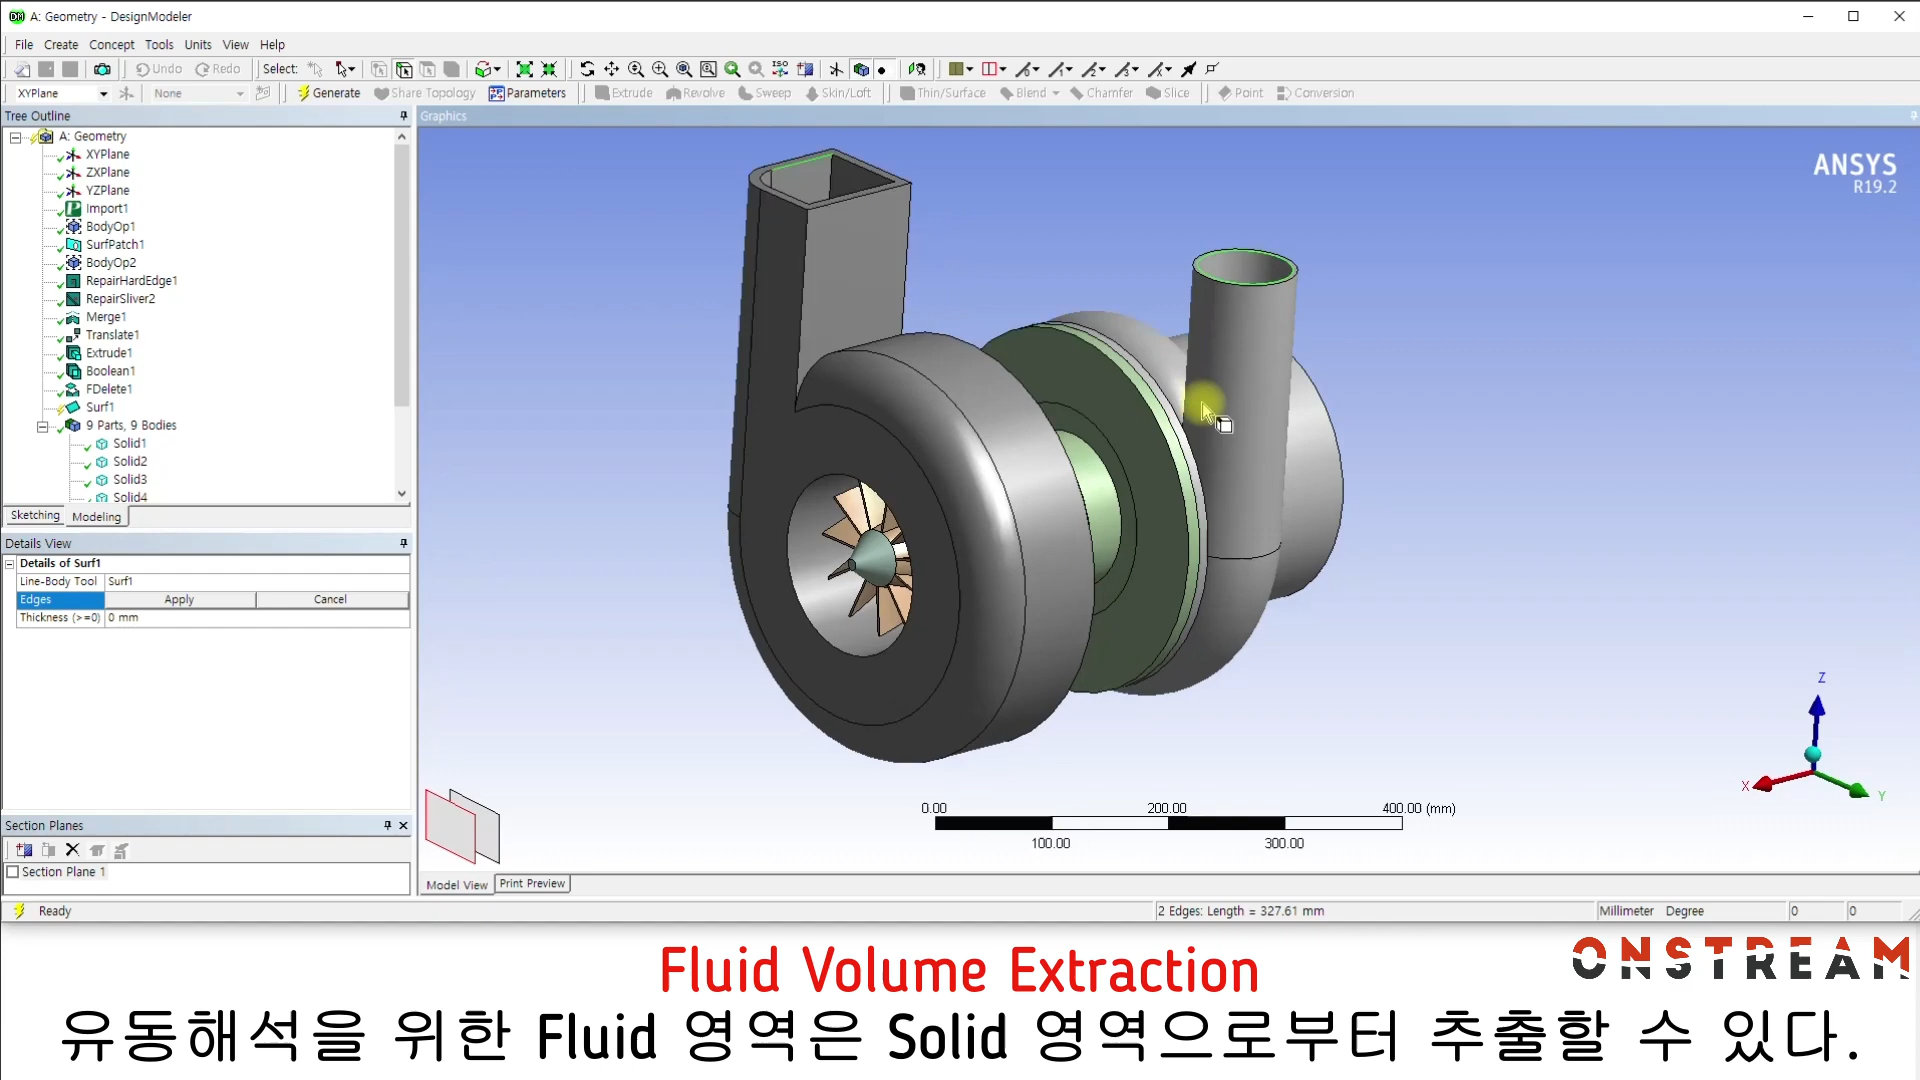 A: Geometry - DesignModeler
File Create Concept Tools Units View Help
Undo Redo Select: ISO
XYPlane None Generate Share Topology Parameters Extrude Revolve Sweep Skin/Loft Thin/Surface Blend Chamfer Slice Point Conversion
Tree Outline
A: Geometry
XYPlane
ZXPlane
YZPlane
Import1
BodyOp1
SurfPatch1
BodyOp2
RepairHardEdge1
RepairSliver2
Merge1
Translate1
Extrude1
Boolean1
FDelete1
Surf1
9 Parts, 9 Bodies
Solid1
Solid2
Solid3
Solid4
Sketching Modeling
Details View
Details of Surf1
Line-Body Tool Surf1
Edges Apply Cancel
Thickness (>=0) 0 mm
Section Planes
Section Plane 1
Graphics
ANSYS
R19.2
Z
X
Y
0.00 200.00 400.00 (mm)
100.00 300.00
Model View Print Preview
Ready 2 Edges: Length = 327.61 mm Millimeter Degree 0 0
Fluid Volume Extraction
ONSTREAM
유동해석을 위한 Fluid 영역은 Solid 영역으로부터 추출할 수 있다.